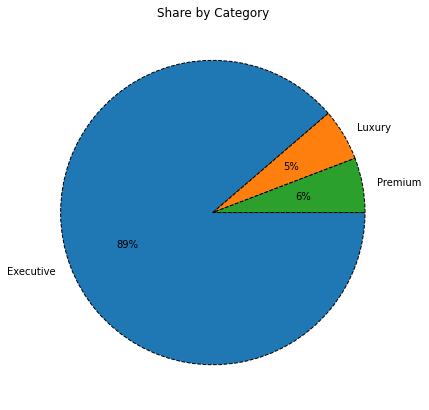 Share by Category
Luxury
5%
Premium
6%
89%
Executive